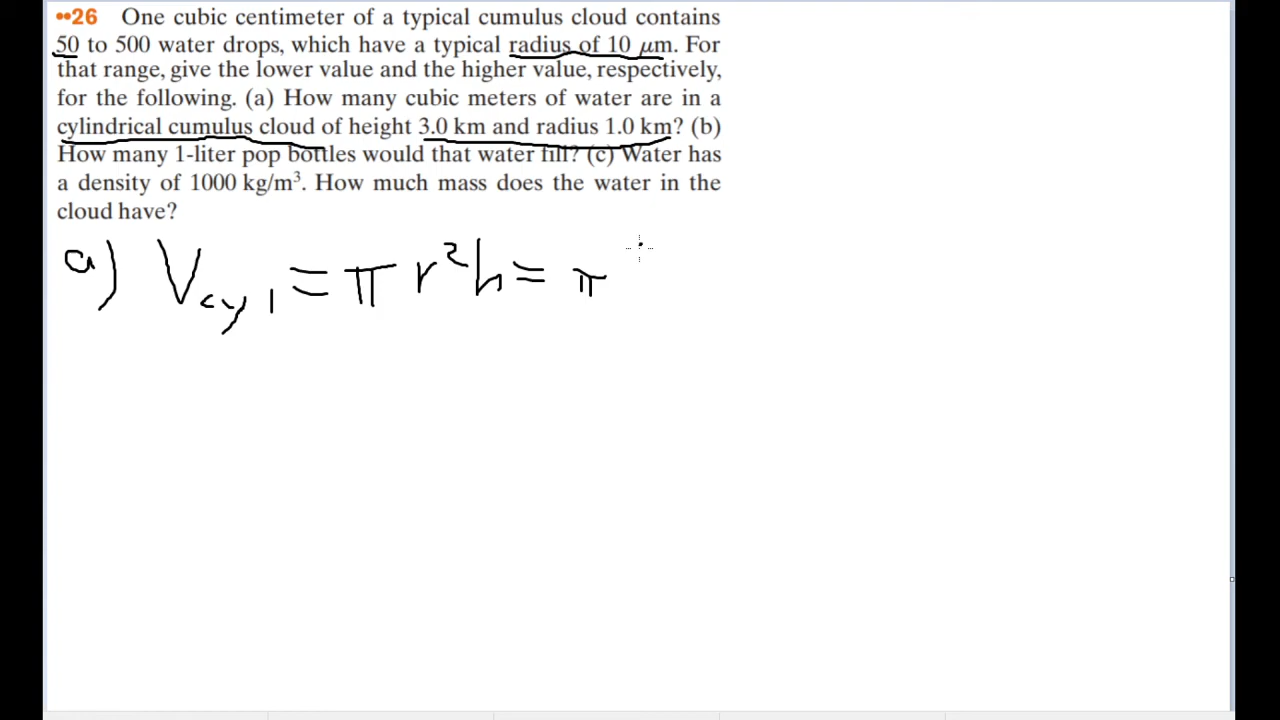 ••26 One cubic centimeter of a typical cumulus cloud contains
50 to 500 water drops, which have a typical radius of 10 μm. For
that range, give the lower value and the higher value, respectively,
for the following. (a) How many cubic meters of water are in a
cylindrical cumulus cloud of height 3.0 km and radius 1.0 km? (b)
How many 1-liter pop bottles would that water fill? (c) Water has
a density of 1000 kg/m³. How much mass does the water in the
cloud have?
a) V_cyl = π r²h = π